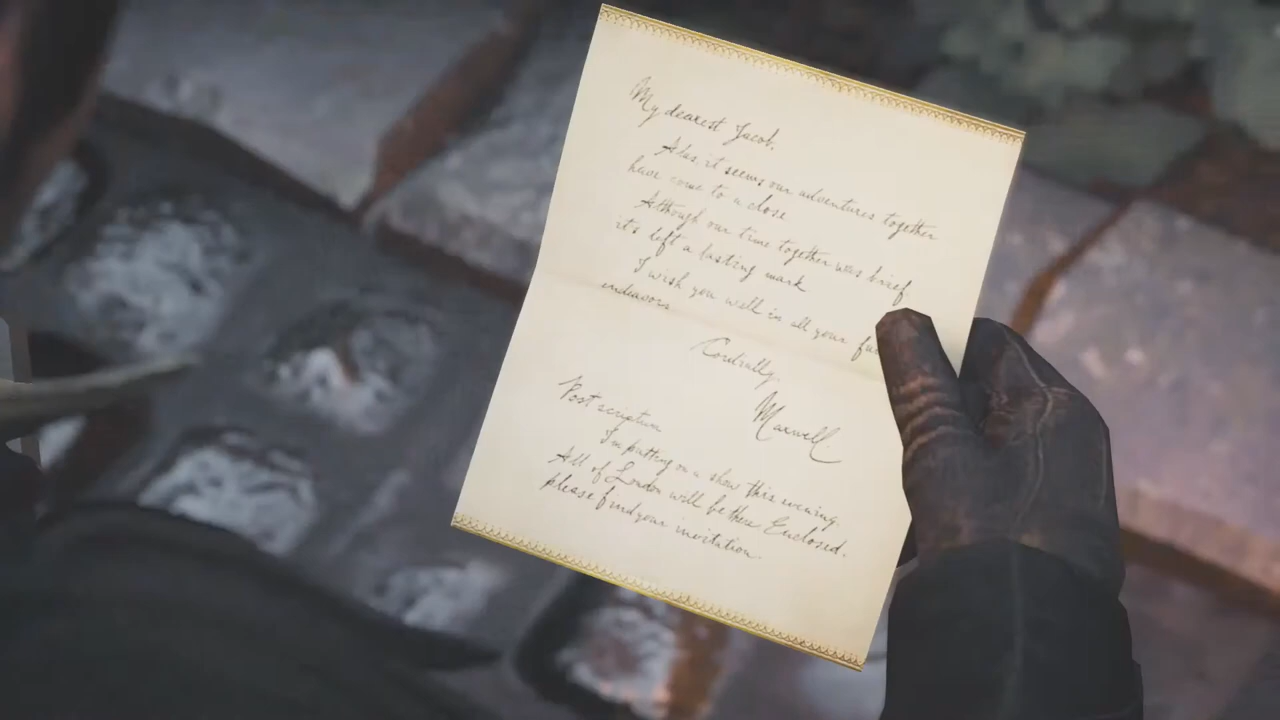 My dearest Jacob,
Alas, it seems our adventures together
have come to a close
Although our time together was brief
it's left a lasting mark
I wish you well in all your fu
endeavors
Cordially,
Maxwell
Post scriptum
I'm putting on a show this evening.
All of London will be there Enclosed.
please find your invitation